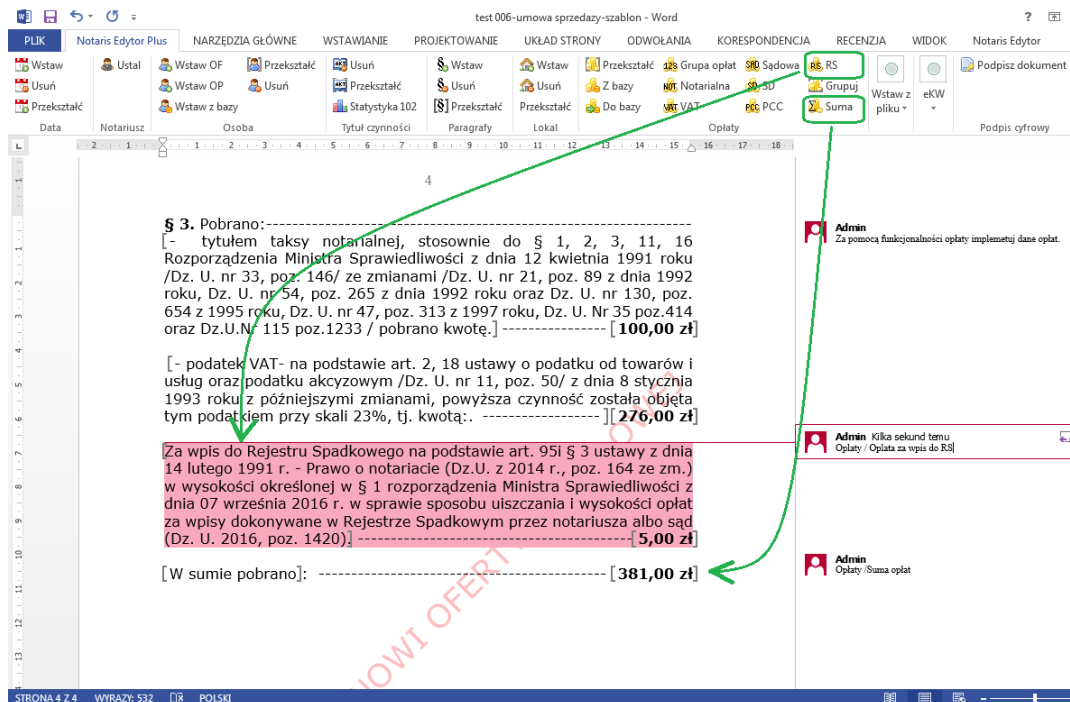 test 006-umowa sprzedazy-szablon - Word
?
PLIK Notaris Edytor Plus NARZĘDZIA GŁÓWNE WSTAWIANIE PROJEKTOWANIE UKŁAD STRONY ODWOŁANIA KORESPONDENCJA RECENZJA WIDOK Notaris Edytor
Wstaw Ustal Wstaw OF Przekształć Usuń Wstaw Wstaw Przekształć Grupa opłat Sądowa RS Podpisz dokument
Usuń Wstaw OP Usuń Przekształć Usuń Usuń Z bazy Notarialna SD Grupuj Wstaw z pliku eKW
Przekształć Wstaw z bazy Statystyka 102 Przekształć Przekształć Do bazy VAT PCC Suma
Data Notariusz Osoba Tytuł czynności Paragrafy Lokal Opłaty Podpis cyfrowy
4
§ 3. Pobrano:-----------------------------------------------------------------
[- tytułem taksy notarialnej, stosownie do § 1, 2, 3, 11, 16
Rozporządzenia Ministra Sprawiedliwości z dnia 12 kwietnia 1991 roku
/Dz. U. nr 33, poz. 146/ ze zmianami /Dz. U. nr 21, poz. 89 z dnia 1992
roku, Dz. U. nr 54, poz. 265 z dnia 1992 roku oraz Dz. U. nr 130, poz.
654 z 1995 roku, Dz. U. nr 47, poz. 313 z 1997 roku, Dz. U. Nr 35 poz.414
oraz Dz.U.Nr 115 poz.1233 / pobrano kwotę.] ---------------- [100,00 zł]
[- podatek VAT- na podstawie art. 2, 18 ustawy o podatku od towarów i
usług oraz podatku akcyzowym /Dz. U. nr 11, poz. 50/ z dnia 8 stycznia
1993 roku z późniejszymi zmianami, powyższa czynność została objęta
tym podatkiem przy skali 23%, tj. kwotą:. ------------------ ][276,00 zł]
Za wpis do Rejestru Spadkowego na podstawie art. 95i § 3 ustawy z dnia
14 lutego 1991 r. - Prawo o notariacie (Dz.U. z 2014 r., poz. 164 ze zm.)
w wysokości określonej w § 1 rozporządzenia Ministra Sprawiedliwości z
dnia 07 września 2016 r. w sprawie sposobu uiszczania i wysokości opłat
za wpisy dokonywane w Rejestrze Spadkowym przez notariusza albo sąd
(Dz. U. 2016, poz. 1420)] ------------------------------------------[5,00 zł]
[W sumie pobrano]: -------------------------------------------- [381,00 zł]
Admin
Za pomocą funkcjonalności opłaty implemetuj dane opłat.
Admin Kilka sekund temu
Opłaty / Opłata za wpis do RS
Admin
Opłaty /Suma opłat
STRONA 4 Z 4 WYRAZY: 532 POLSKI